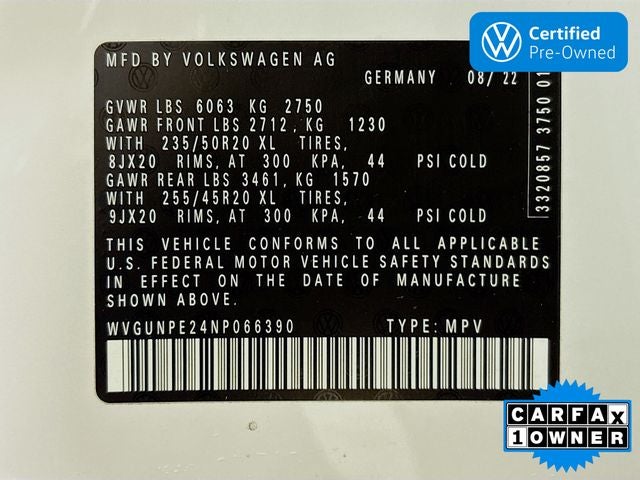 Certified
Pre-Owned
MFD BY VOLKSWAGEN AG
GERMANY 08/ 22
GVWR LBS 6063 KG 2750
GAWR FRONT LBS 2712 , KG 1230
WITH 235/50R20 XL TIRES,
8JX20 RIMS, AT 300 KPA, 44 PSI COLD
GAWR REAR LBS 3461, KG 1570
WITH 255/45R20 XL TIRES,
9JX20 RIMS, AT 300 KPA, 44 PSI COLD
THIS VEHICLE CONFORMS TO ALL APPLICABLE
U.S. FEDERAL MOTOR VEHICLE SAFETY STANDARDS
IN EFFECT ON THE DATE OF MANUFACTURE
SHOWN ABOVE.
WVGUNPE24NP066390 TYPE: MPV
3320857 3750 01
CARFAX
1 OWNER